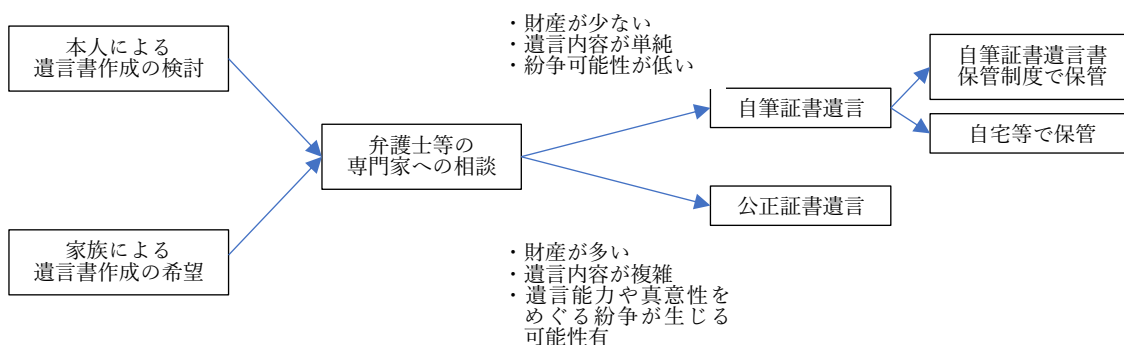 本人による
遺言書作成の検討
家族による
遺言書作成の希望
弁護士等の
専門家への相談
・財産が少ない
・遺言内容が単純
・紛争可能性が低い
自筆証書遺言
自筆証書遺言書
保管制度で保管
自宅等で保管
公正証書遺言
・財産が多い
・遺言内容が複雑
・遺言能力や真意性を
めぐる紛争が生じる
可能性有